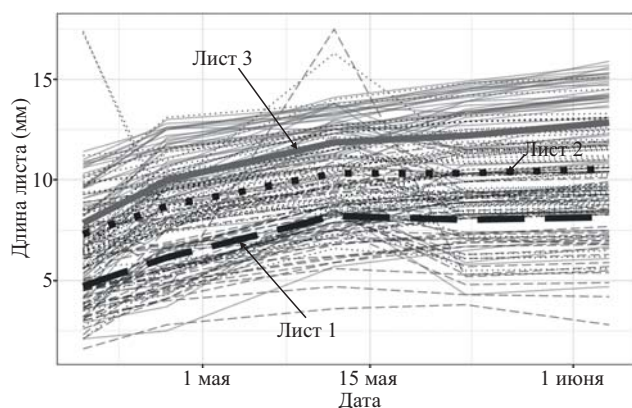 Длина листа (мм)
15
10
5
Лист 3
Лист 2
Лист 1
1 мая
15 мая
1 июня
Дата